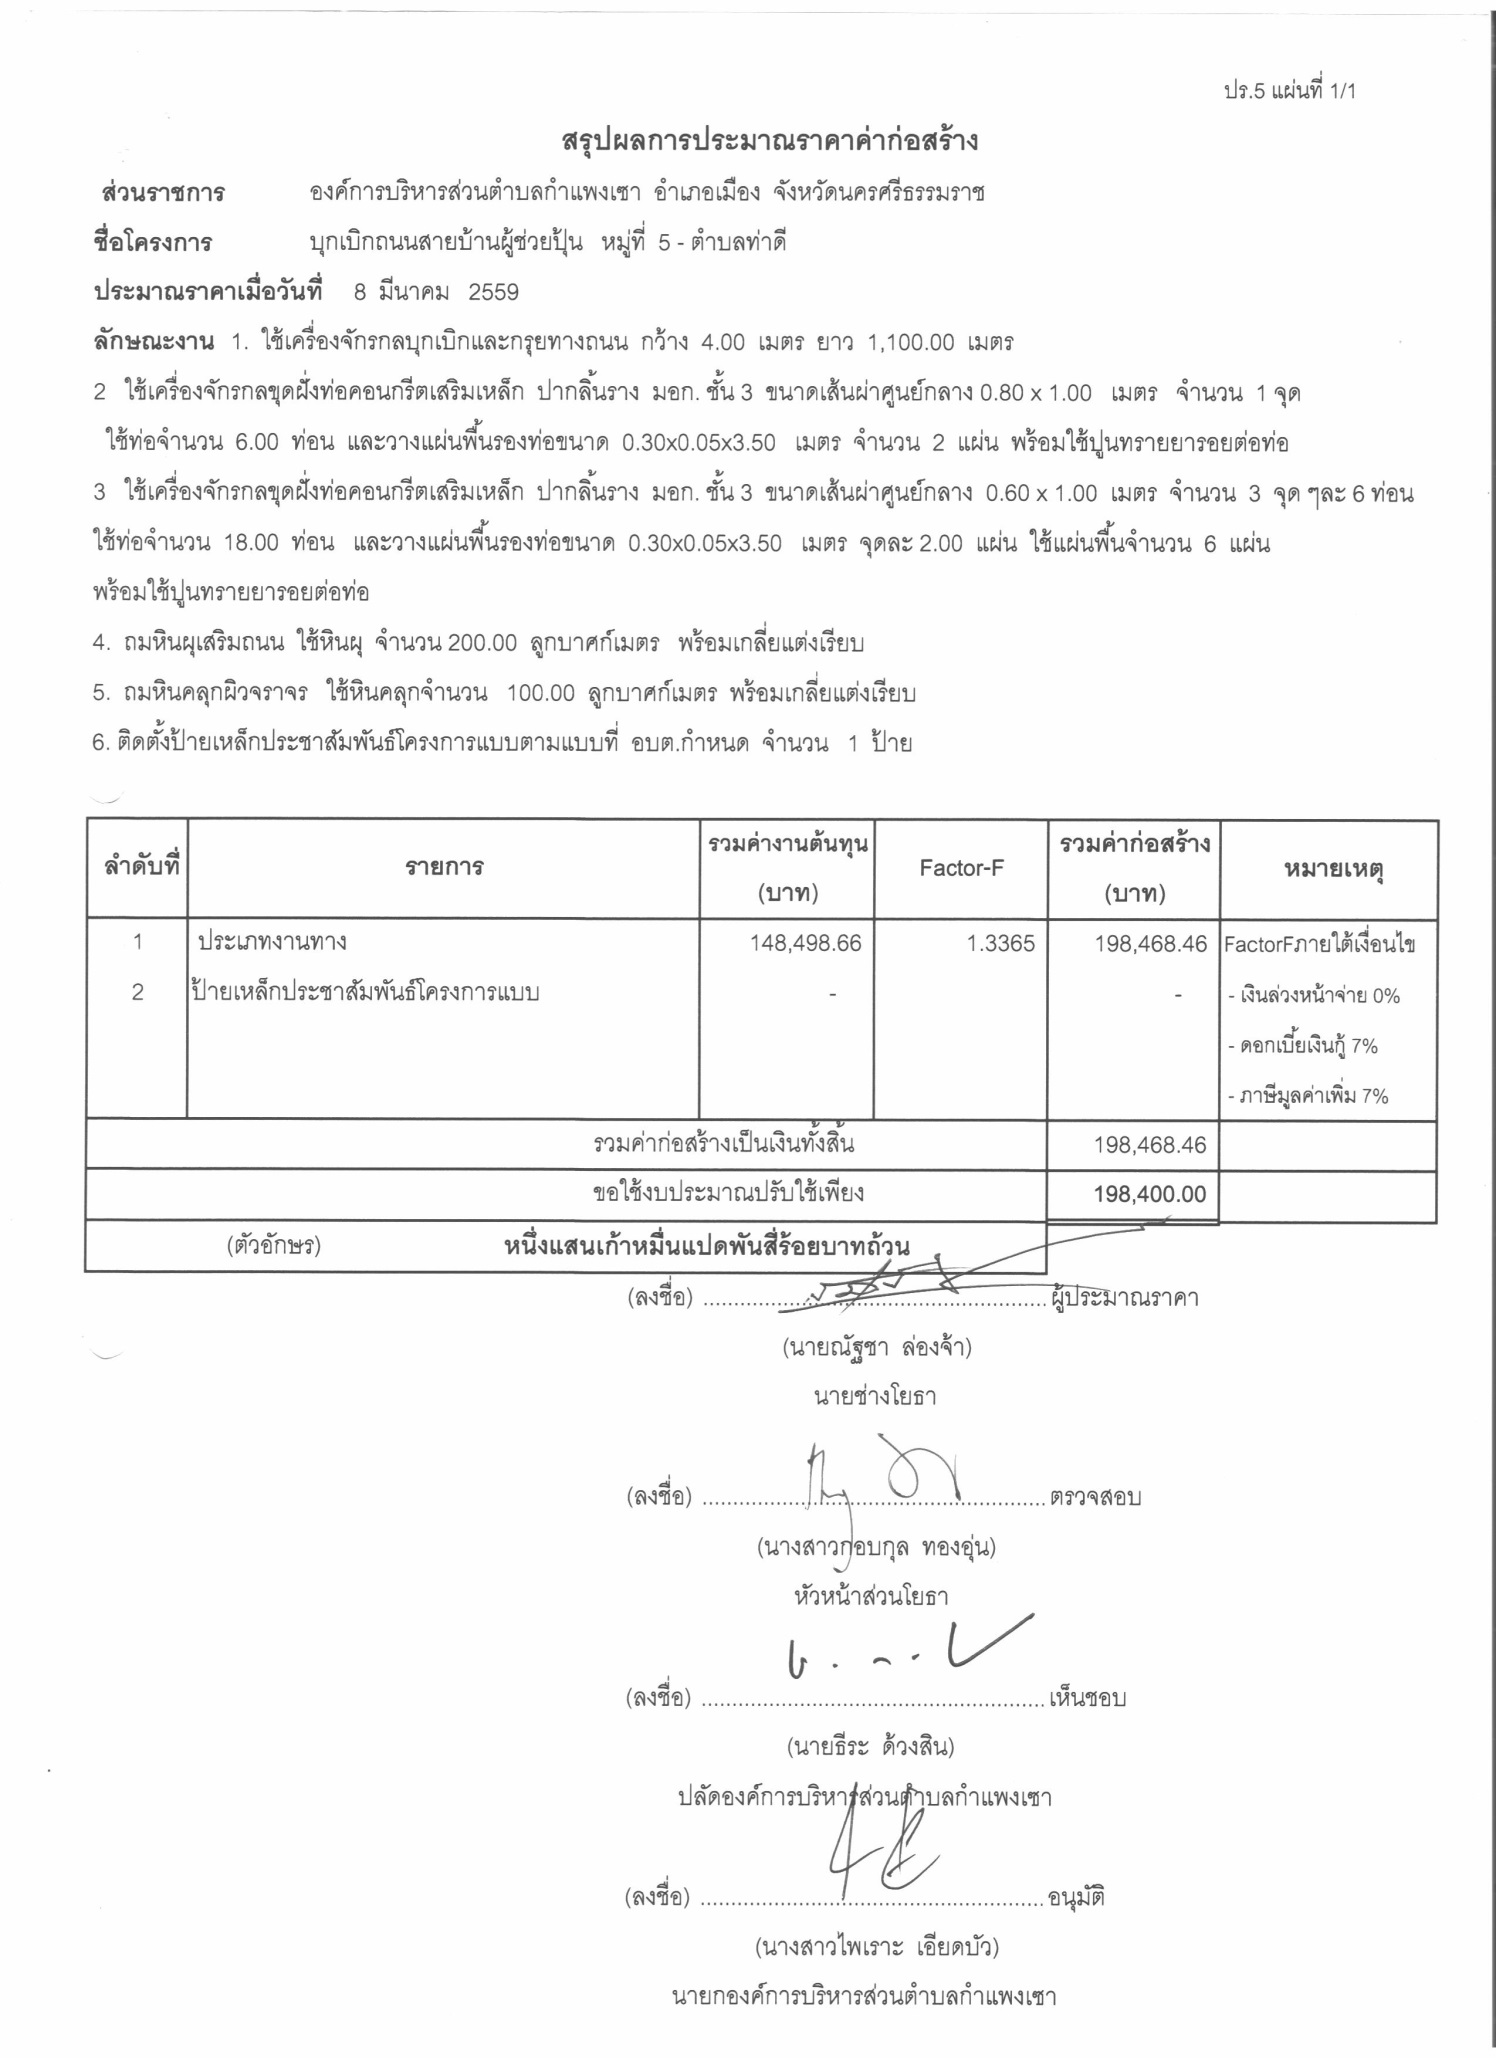 ปร.5 แผ่นที่ 1/1
สรุปผลการประมาณราคาค่าก่อสร้าง
ส่วนราชการ องค์การบริหารส่วนตำบลกำแพงเซา อำเภอเมือง จังหวัดนครศรีธรรมราช
ชื่อโครงการ บุกเบิกถนนสายบ้านผู้ช่วยปุ้น หมู่ที่ 5 - ตำบลท่าดี
ประมาณราคาเมื่อวันที่ 8 มีนาคม 2559
ลักษณะงาน 1. ใช้เครื่องจักรกลบุกเบิกและกรุยทางถนน กว้าง 4.00 เมตร ยาว 1,100.00 เมตร
2 ใช้เครื่องจักรกลขุดฝั่งท่อคอนกรีตเสริมเหล็ก ปากลิ้นราง มอก. ชั้น 3 ขนาดเส้นผ่าศูนย์กลาง 0.80 x 1.00 เมตร จำนวน 1 จุด
ใช้ท่อจำนวน 6.00 ท่อน และวางแผ่นพื้นรองท่อขนาด 0.30x0.05x3.50 เมตร จำนวน 2 แผ่น พร้อมใช้ปูนทรายยารอยต่อท่อ
3 ใช้เครื่องจักรกลขุดฝั่งท่อคอนกรีตเสริมเหล็ก ปากลิ้นราง มอก. ชั้น 3 ขนาดเส้นผ่าศูนย์กลาง 0.60 x 1.00 เมตร จำนวน 3 จุด ๆละ 6 ท่อน
ใช้ท่อจำนวน 18.00 ท่อน และวางแผ่นพื้นรองท่อขนาด 0.30x0.05x3.50 เมตร จุดละ 2.00 แผ่น ใช้แผ่นพื้นจำนวน 6 แผ่น
พร้อมใช้ปูนทรายยารอยต่อท่อ
4. ถมหินผุเสริมถนน ใช้หินผุ จำนวน 200.00 ลูกบาศก์เมตร พร้อมเกลี่ยแต่งเรียบ
5. ถมหินคลุกผิวจราจร ใช้หินคลุกจำนวน 100.00 ลูกบาศก์เมตร พร้อมเกลี่ยแต่งเรียบ
6. ติดตั้งป้ายเหล็กประชาสัมพันธ์โครงการแบบตามแบบที่ อบต.กำหนด จำนวน 1 ป้าย
ลำดับที่ รายการ รวมค่างานต้นทุน (บาท) Factor-F รวมค่าก่อสร้าง (บาท) หมายเหตุ
1 ประเภทงานทาง 148,498.66 1.3365 198,468.46 FactorFภายใต้เงื่อนไข
2 ป้ายเหล็กประชาสัมพันธ์โครงการแบบ - - - เงินล่วงหน้าจ่าย 0%
- ดอกเบี้ยเงินกู้ 7%
- ภาษีมูลค่าเพิ่ม 7%
รวมค่าก่อสร้างเป็นเงินทั้งสิ้น 198,468.46
ขอใช้งบประมาณปรับใช้เพียง 198,400.00
(ตัวอักษร) หนึ่งแสนเก้าหมื่นแปดพันสี่ร้อยบาทถ้วน
(ลงชื่อ) ........................................ ผู้ประมาณราคา
(นายณัฐชา ล่องจ้า)
นายช่างโยธา
(ลงชื่อ) ........................................ ตรวจสอบ
(นางสาวกอบกุล ทองอุ่น)
หัวหน้าส่วนโยธา
(ลงชื่อ) ........................................ เห็นชอบ
(นายธีระ ด้วงสิน)
ปลัดองค์การบริหารส่วนตำบลกำแพงเซา
(ลงชื่อ) ........................................ อนุมัติ
(นางสาวไพเราะ เอียดบัว)
นายกองค์การบริหารส่วนตำบลกำแพงเซา